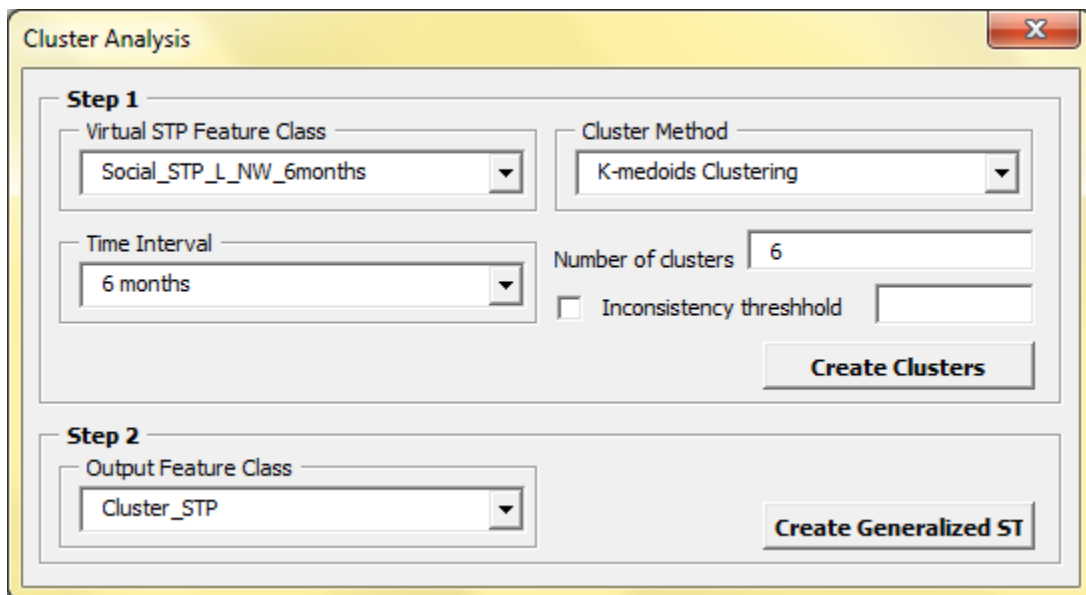 Cluster Analysis
Step 1
Virtual STP Feature Class
Social_STP_L_NW_6months
Cluster Method
K-medoids Clustering
Time Interval
6 months
Number of clusters
6
Inconsistency threshhold
Create Clusters
Step 2
Output Feature Class
Cluster_STP
Create Generalized ST